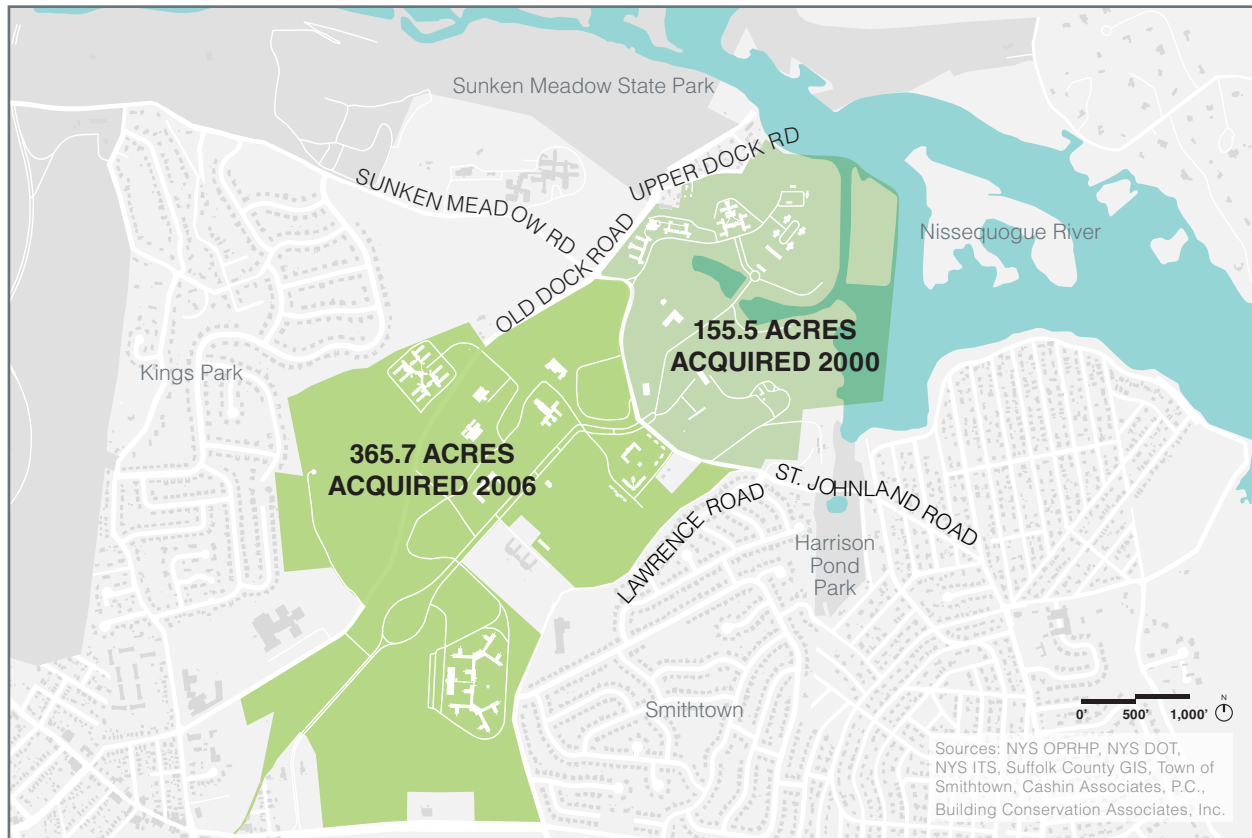 Sunken Meadow State Park
UPPER DOCK RD
SUNKEN MEADOW RD
OLD DOCK ROAD
Nissequogue River
155.5 ACRES
ACQUIRED 2000
Kings Park
365.7 ACRES
ACQUIRED 2006
ST. JOHNLAND ROAD
LAWRENCE ROAD
Harrison
Pond
Park
Smithtown
N
0' 500' 1,000'
Sources: NYS OPRHP, NYS DOT,
NYS ITS, Suffolk County GIS, Town of
Smithtown, Cashin Associates, P.C.,
Building Conservation Associates, Inc.